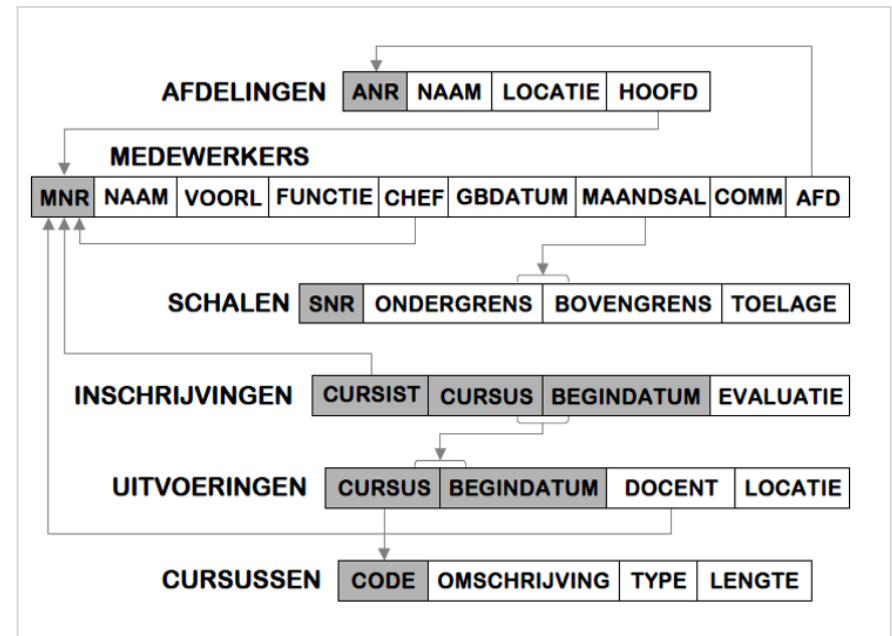 AFDELINGEN ANR NAAM LOCATIE HOOFD
MEDEWERKERS
MNR NAAM VOORL FUNCTIE CHEF GBDATUM MAANDSAL COMM AFD
SCHALEN SNR ONDERGRENS BOVENGRENS TOELAGE
INSCHRIJVINGEN CURSIST CURSUS BEGINDATUM EVALUATIE
UITVOERINGEN CURSUS BEGINDATUM DOCENT LOCATIE
CURSUSSEN CODE OMSCHRIJVING TYPE LENGTE